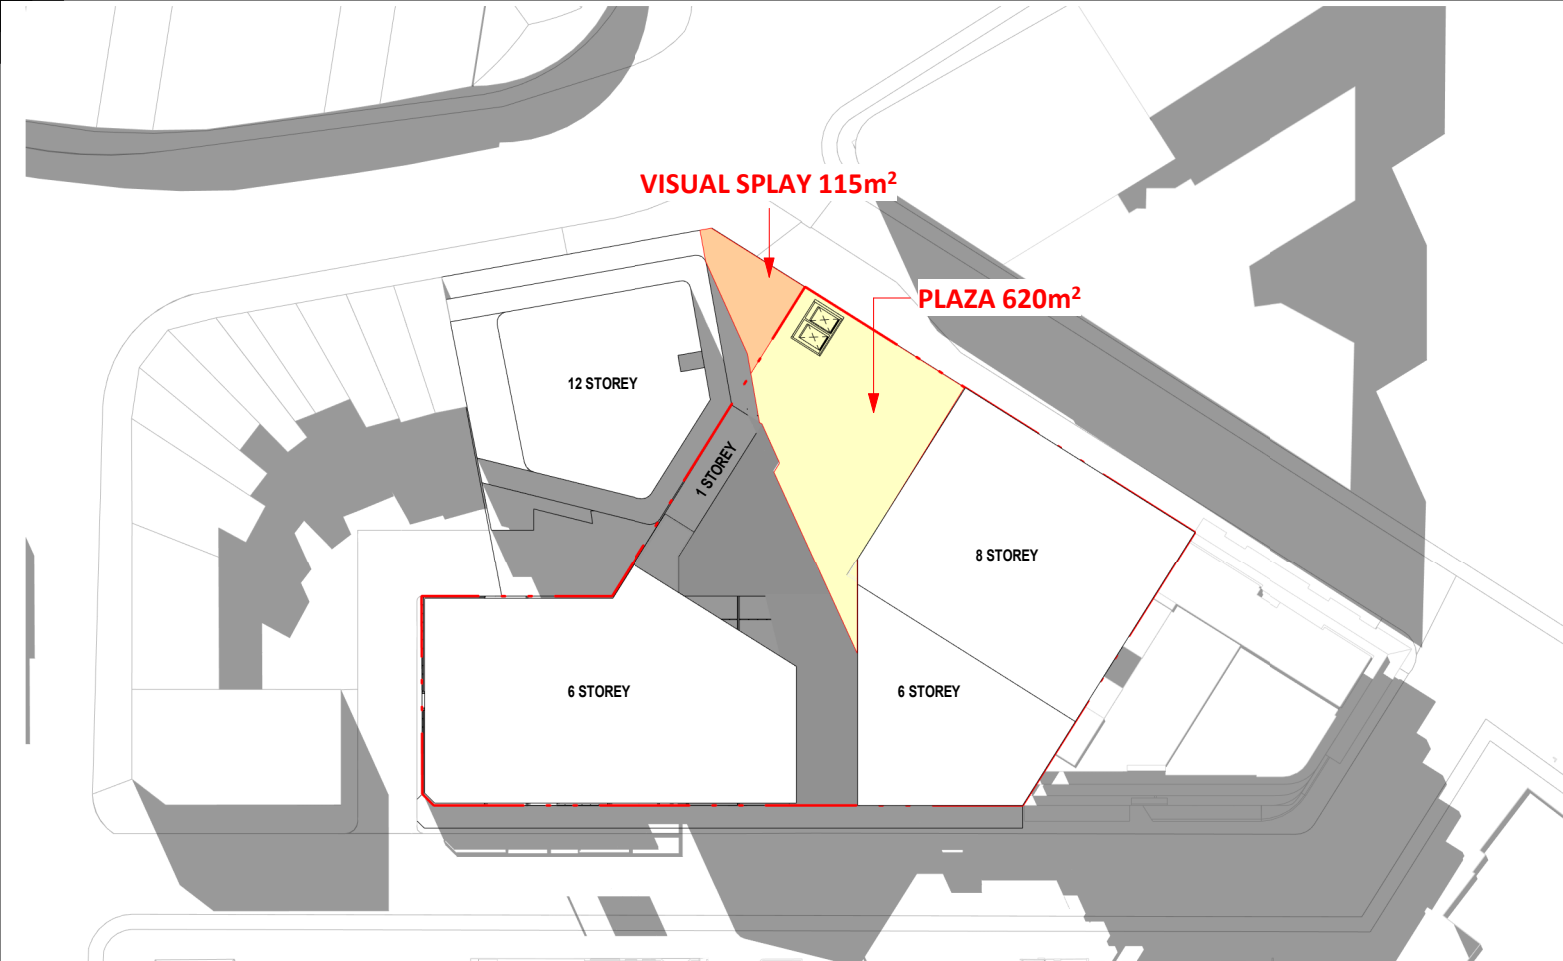 VISUAL SPLAY 115m²
PLAZA 620m²
12 STOREY
1 STOREY
8 STOREY
6 STOREY
6 STOREY